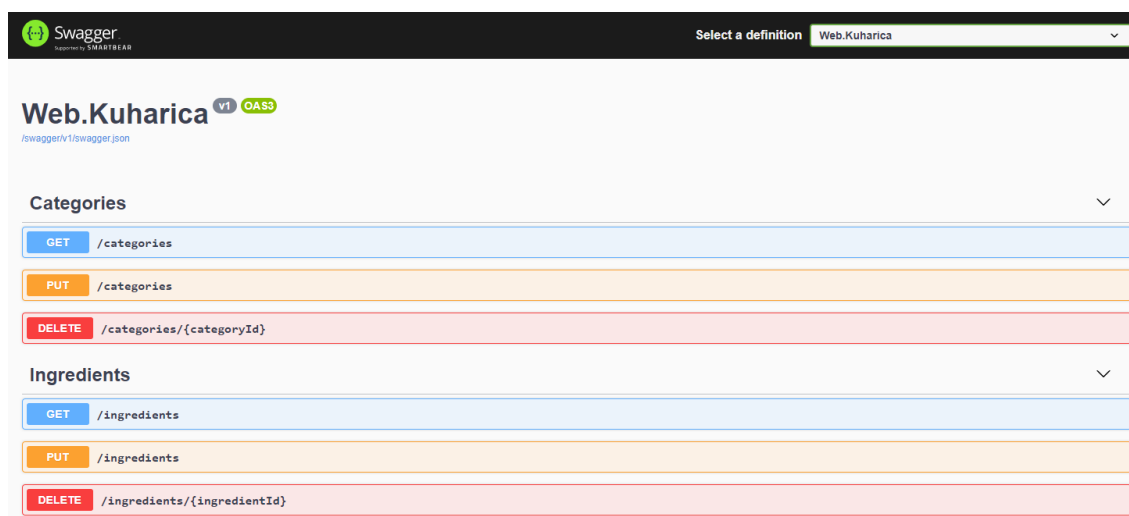 {···} Swagger.
Supported by SMARTBEAR
Select a definition Web.Kuharica
Web.Kuharica v1 OAS3
/swagger/v1/swagger.json
Categories
GET /categories
PUT /categories
DELETE /categories/{categoryId}
Ingredients
GET /ingredients
PUT /ingredients
DELETE /ingredients/{ingredientId}